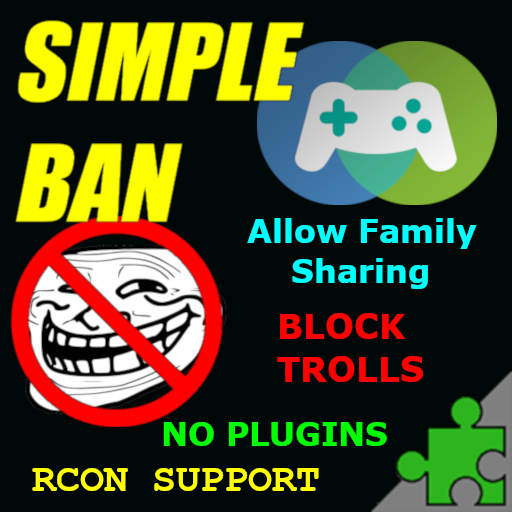 SIMPLE
BAN
Allow Family
Sharing
BLOCK
TROLLS
NO PLUGINS
RCON SUPPORT